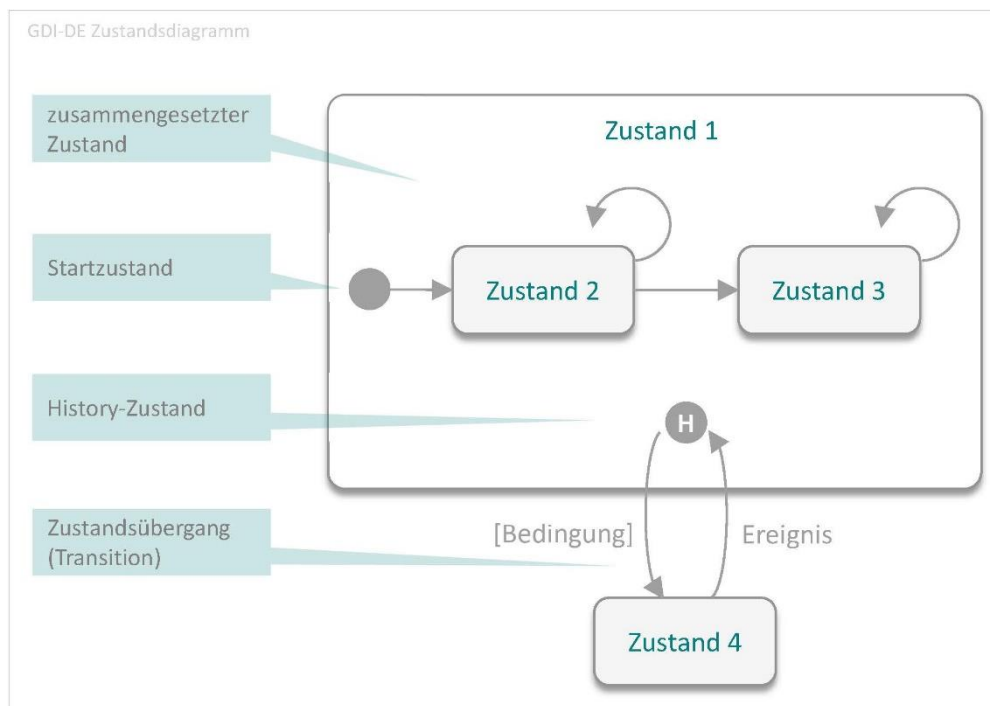 GDI-DE Zustandsdiagramm
zusammengesetzter
Zustand
Zustand 1
Startzustand
Zustand 2
Zustand 3
History-Zustand
H
Zustandsübergang
(Transition)
[Bedingung]
Ereignis
Zustand 4